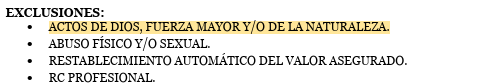 EXCLUSIONES:
• ACTOS DE DIOS, FUERZA MAYOR Y/O DE LA NATURALEZA.
• ABUSO FÍSICO Y/O SEXUAL.
• RESTABLECIMIENTO AUTOMÁTICO DEL VALOR ASEGURADO.
• RC PROFESIONAL.